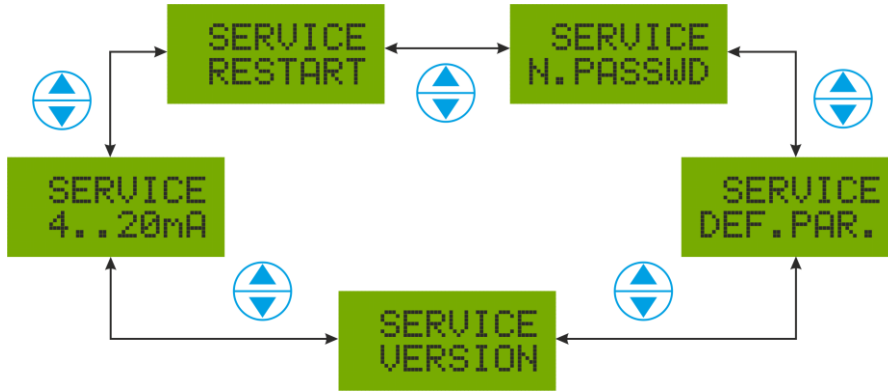 SERVICE
RESTART
SERVICE
N.PASSWD
SERVICE
4..20mA
SERVICE
DEF.PAR.
SERVICE
VERSION